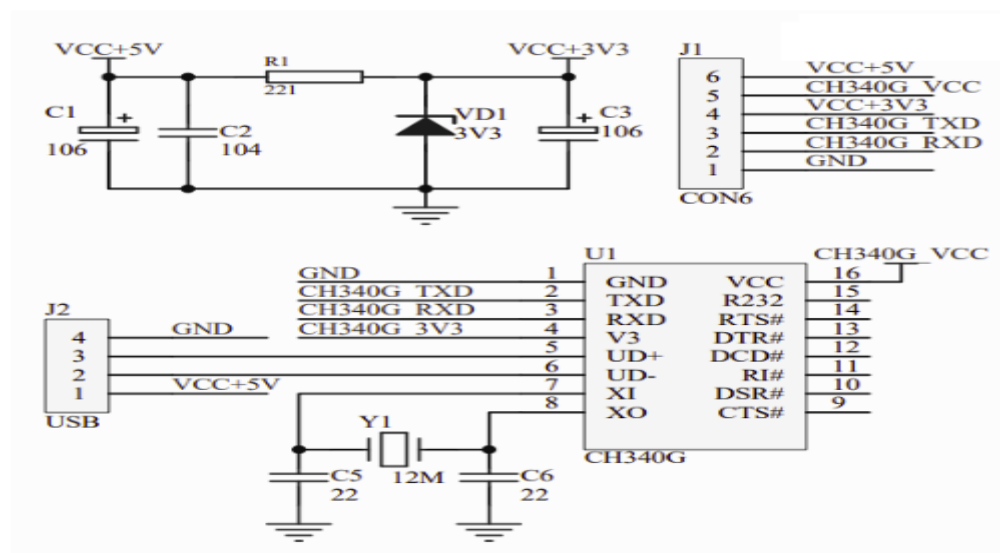 VCC+5V
R1
221
VCC+3V3
C1
+
106
C2
104
VD1
3V3
+
C3
106
J1
6 VCC+5V
5 CH340G VCC
4 VCC+3V3
3 CH340G TXD
2 CH340G RXD
1 GND
CON6
U1
CH340G VCC
GND 1 GND VCC 16
CH340G TXD 2 TXD R232 15
CH340G RXD 3 RXD RTS# 14
CH340G 3V3 4 V3 DTR# 13
5 UD+ DCD# 12
6 UD- RI# 11
7 XI DSR# 10
8 XO CTS# 9
CH340G
J2
4 GND
3
2
1 VCC+5V
USB
Y1
12M
C5
22
C6
22